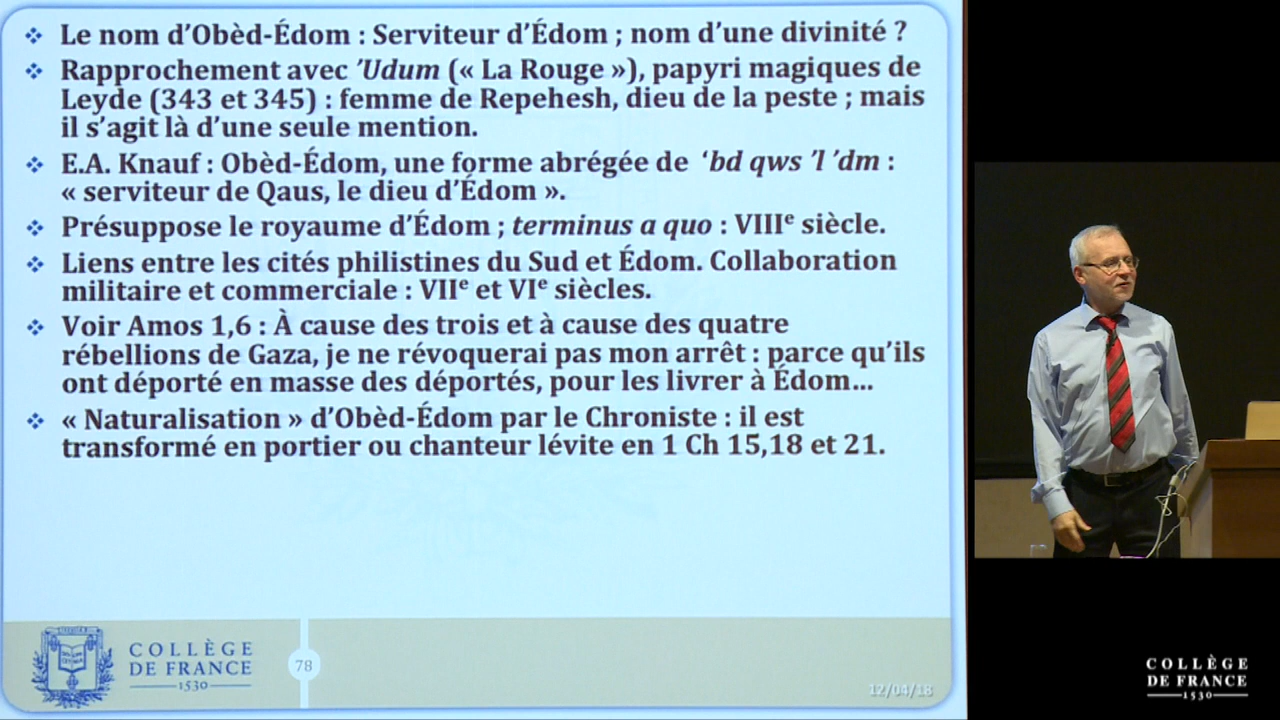 ❖ Le nom d’Obèd-Édom : Serviteur d’Édom ; nom d’une divinité ?
❖ Rapprochement avec ’Udum (« La Rouge »), papyri magiques de
Leyde (343 et 345) : femme de Repehesh, dieu de la peste ; mais
il s’agit là d’une seule mention.
❖ E.A. Knauf : Obèd-Édom, une forme abrégée de ‘bd qws ’l ’dm :
« serviteur de Qaus, le dieu d’Édom ».
❖ Présuppose le royaume d’Édom ; terminus a quo : VIIIe siècle.
❖ Liens entre les cités philistines du Sud et Édom. Collaboration
militaire et commerciale : VIIe et VIe siècles.
❖ Voir Amos 1,6 : À cause des trois et à cause des quatre
rébellions de Gaza, je ne révoquerai pas mon arrêt : parce qu’ils
ont déporté en masse des déportés, pour les livrer à Édom...
❖ « Naturalisation » d’Obèd-Édom par le Chroniste : il est
transformé en portier ou chanteur lévite en 1 Ch 15,18 et 21.
COLLÈGE
DE FRANCE
1530
78
12/04/18
COLLÈGE
DE FRANCE
1530